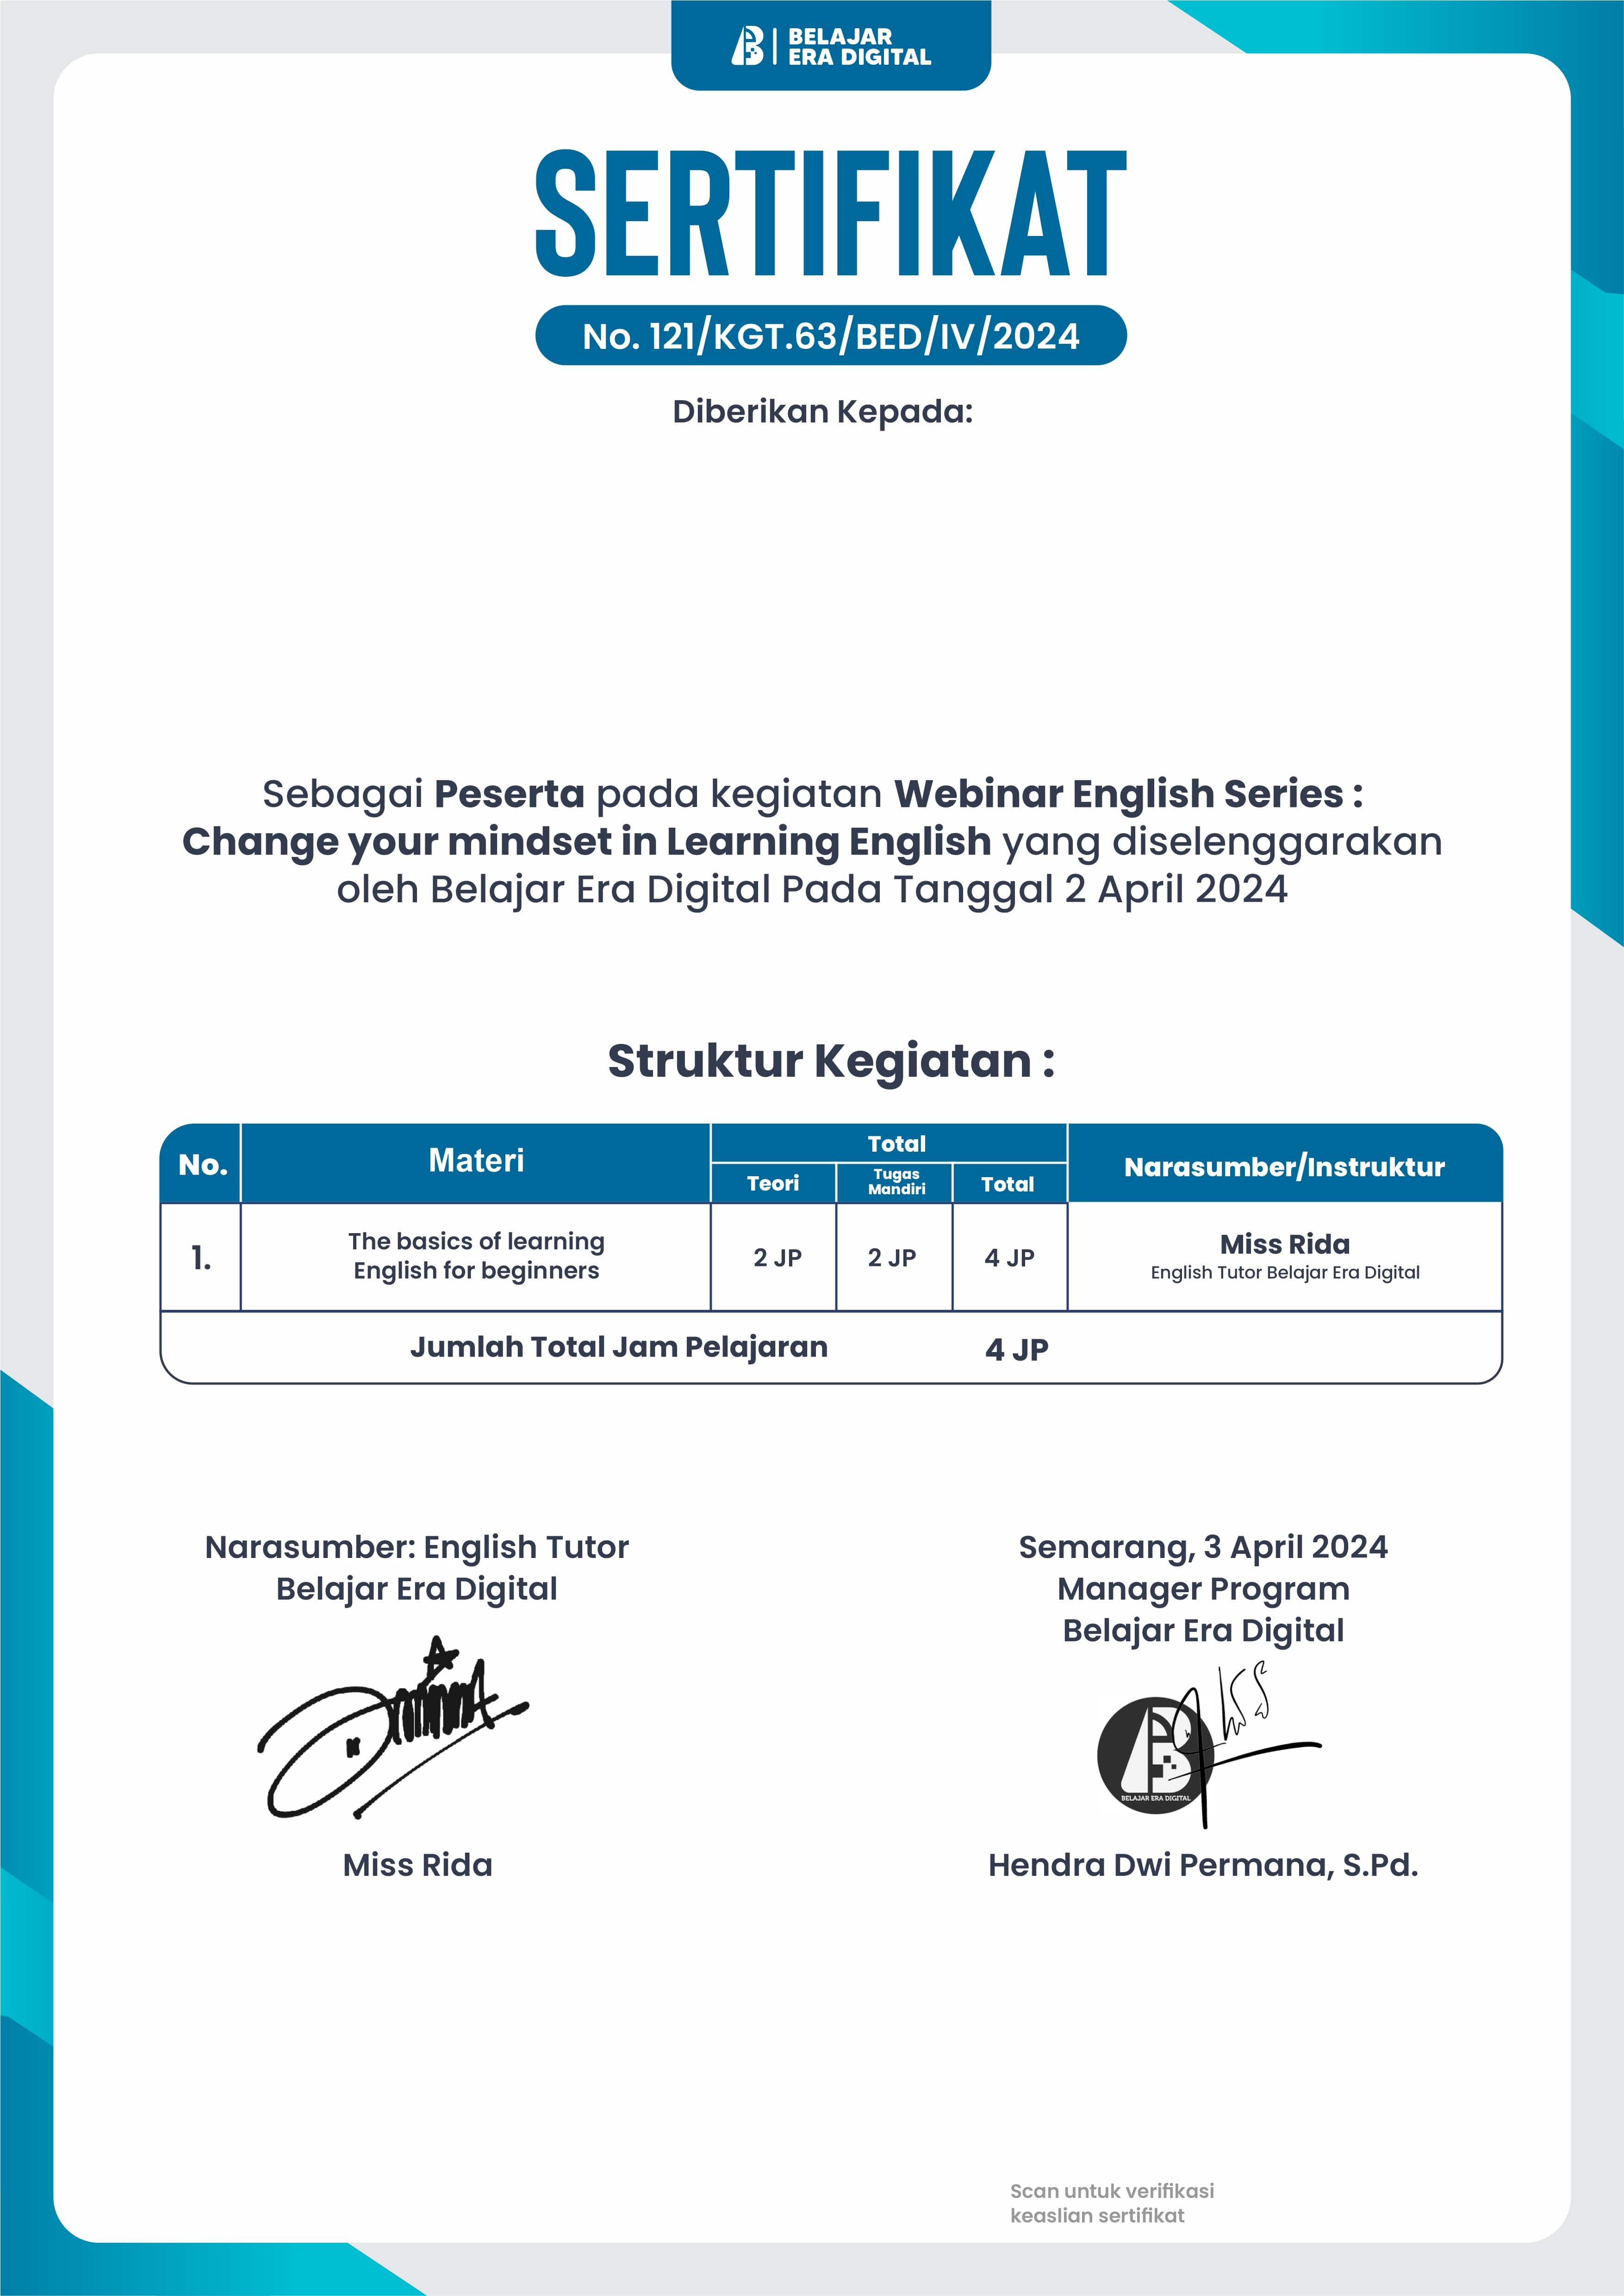 BELAJAR
ERA DIGITAL
SERTIFIKAT
No. 121/KGT.63/BED/IV/2024
Diberikan Kepada:
Sebagai Peserta pada kegiatan Webinar English Series :
Change your mindset in Learning English yang diselenggarakan
oleh Belajar Era Digital Pada Tanggal 2 April 2024
Struktur Kegiatan :
No. Materi Total Narasumber/Instruktur
Teori Tugas Mandiri Total
1. The basics of learning English for beginners 2 JP 2 JP 4 JP Miss Rida
English Tutor Belajar Era Digital
Jumlah Total Jam Pelajaran 4 JP
Narasumber: English Tutor
Belajar Era Digital
Miss Rida
Semarang, 3 April 2024
Manager Program
Belajar Era Digital
BELAJAR ERA DIGITAL
Hendra Dwi Permana, S.Pd.
Scan untuk verifikasi
keaslian sertifikat